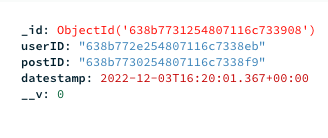 _id: ObjectId('638b7731254807116c733908')
userID: "638b772e254807116c7338eb"
postID: "638b7730254807116c7338f9"
datestamp: 2022-12-03T16:20:01.367+00:00
__v: 0